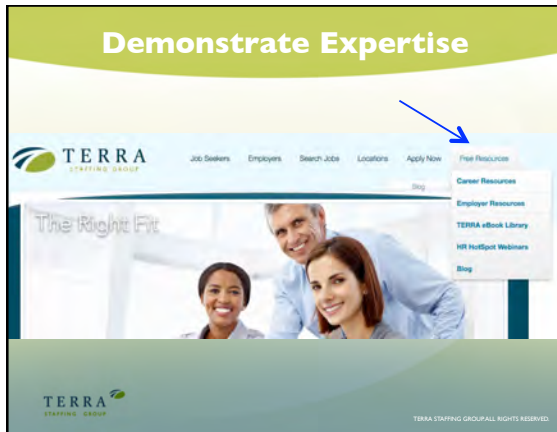 Demonstrate Expertise
TERRA
STAFFING GROUP
Job Seekers Employers Search Jobs Locations Apply Now Free Resources
Blog
Career Resources
Employer Resources
TERRA eBook Library
HR HotSpot Webinars
Blog
The Right Fit
TERRA
STAFFING GROUP
TERRA STAFFING GROUP.ALL RIGHTS RESERVED.